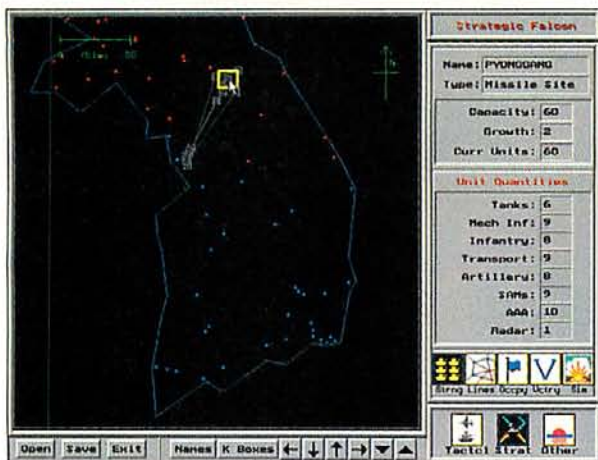 Strategic Falcon
Name: PYONGGANG
Type: Missile Site
Capacity: 60
Growth: 2
Curr Units: 60
Unit Quantities
Tanks: 6
Mech Inf: 9
Infantry: 8
Transport: 9
Artillery: 8
SAMs: 9
AAA: 10
Radar: 1
Strng Lines Occpy Vctry Sim
Open Save Exit Names K Boxes
Tactcl Strat Other